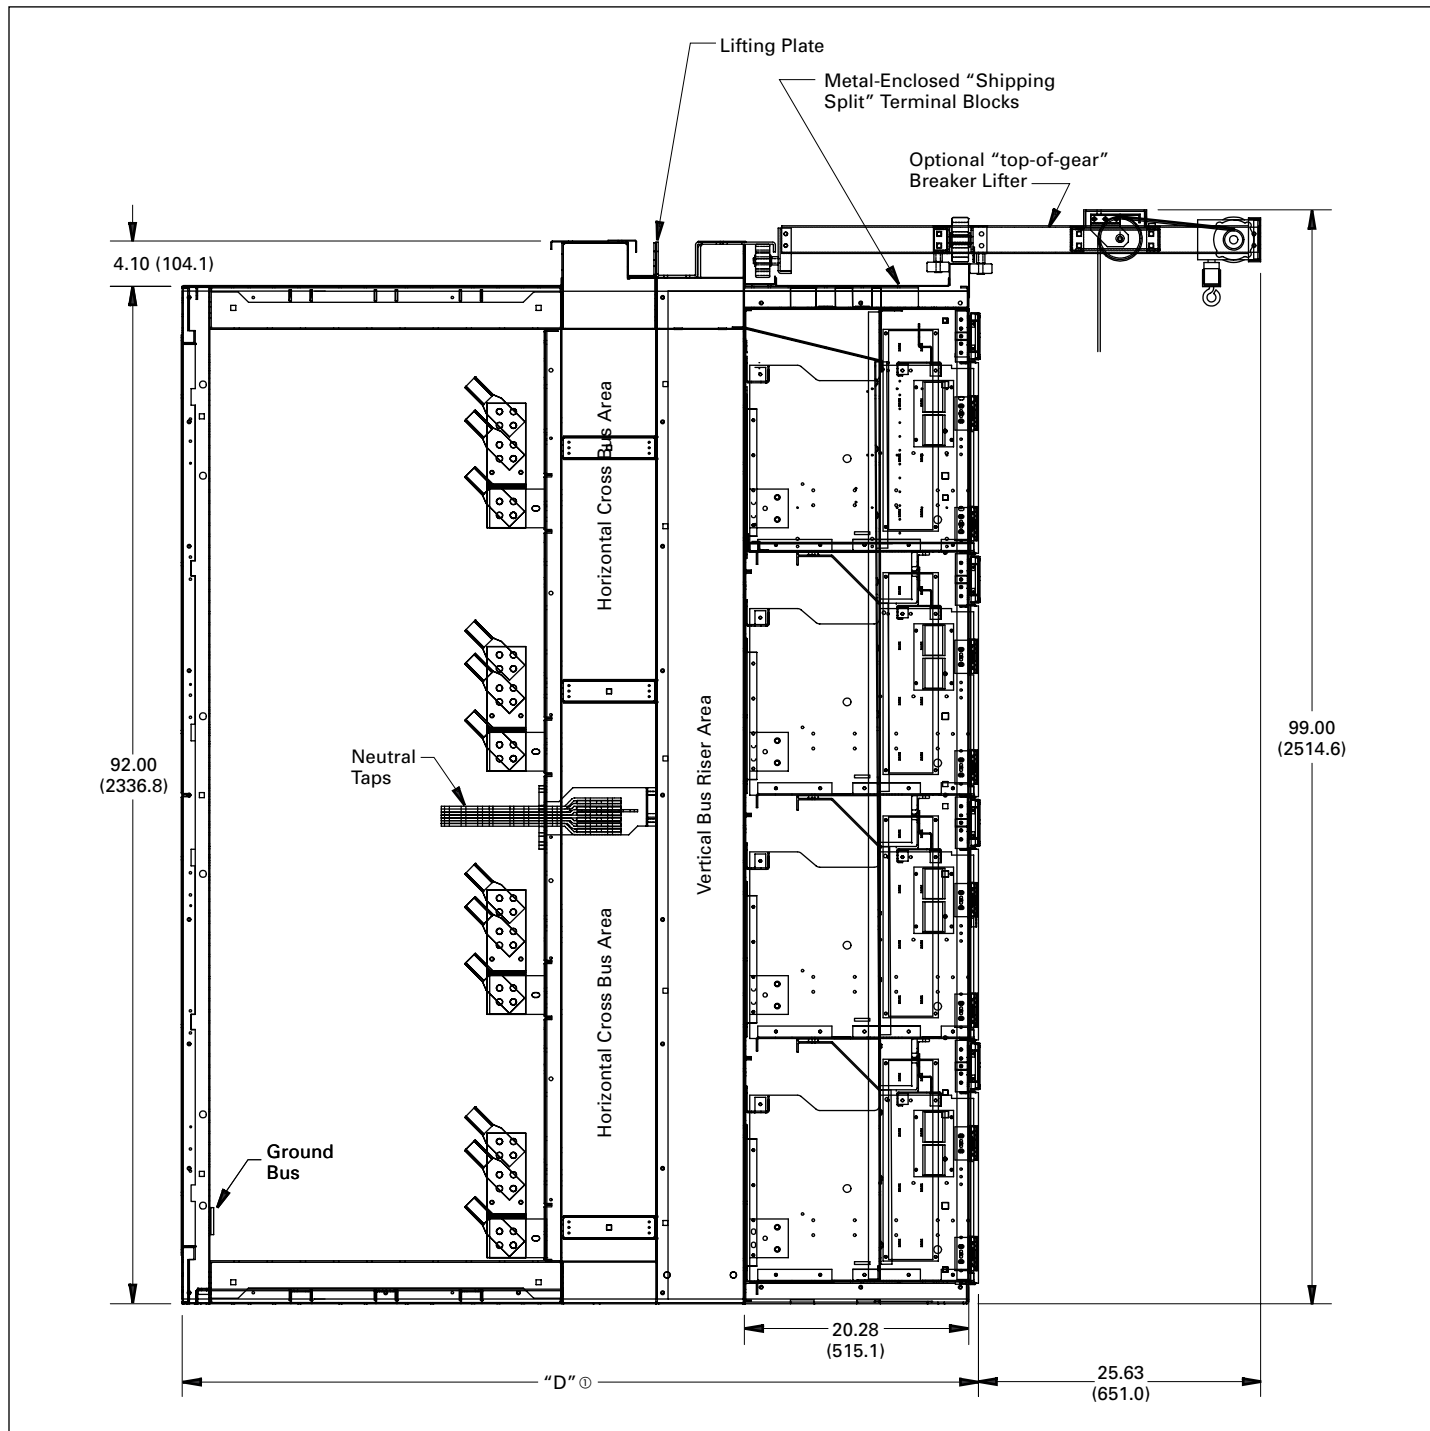 Lifting Plate
Metal-Enclosed “Shipping
Split” Terminal Blocks
Optional “top-of-gear”
Breaker Lifter
4.10 (104.1)
Horizontal Cross Bus Area
Vertical Bus Riser Area
Neutral
Taps
92.00
(2336.8)
99.00
(2514.6)
Horizontal Cross Bus Area
Ground
Bus
20.28
(515.1)
“D” ①
25.63
(651.0)